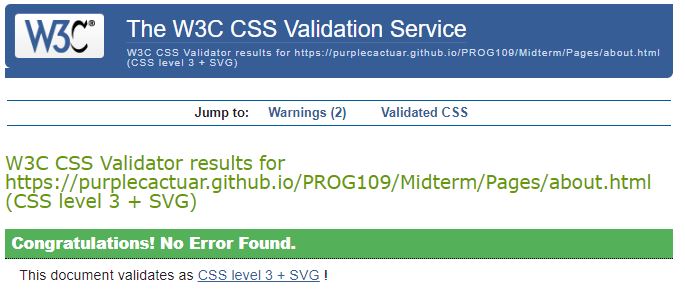 W3C®
The W3C CSS Validation Service
W3C CSS Validator results for https://purplecactuar.github.io/PROG109/Midterm/Pages/about.html
(CSS level 3 + SVG)
Jump to: Warnings (2) Validated CSS
W3C CSS Validator results for
https://purplecactuar.github.io/PROG109/Midterm/Pages/about.html
(CSS level 3 + SVG)
Congratulations! No Error Found.
This document validates as CSS level 3 + SVG !